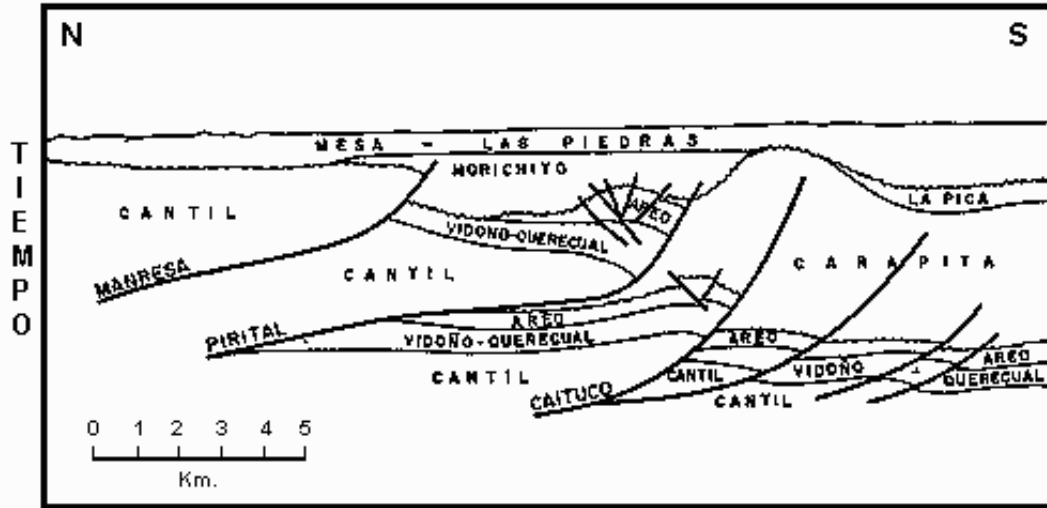 N S
TIEMPO
MESA - LAS PIEDRAS
MORICHITO
LA PICA
CANTIL
AREO
VIDOÑO-QUERECUAL
CARAPITA
CANTIL
MANRESA
AREO
PIRITAL
VIDOÑO-QUERECUAL
AREO
AREO
CANTIL
CANTIL
VIDOÑO - QUERECUAL
CAITUCO
CANTIL
0 1 2 3 4 5
Km.